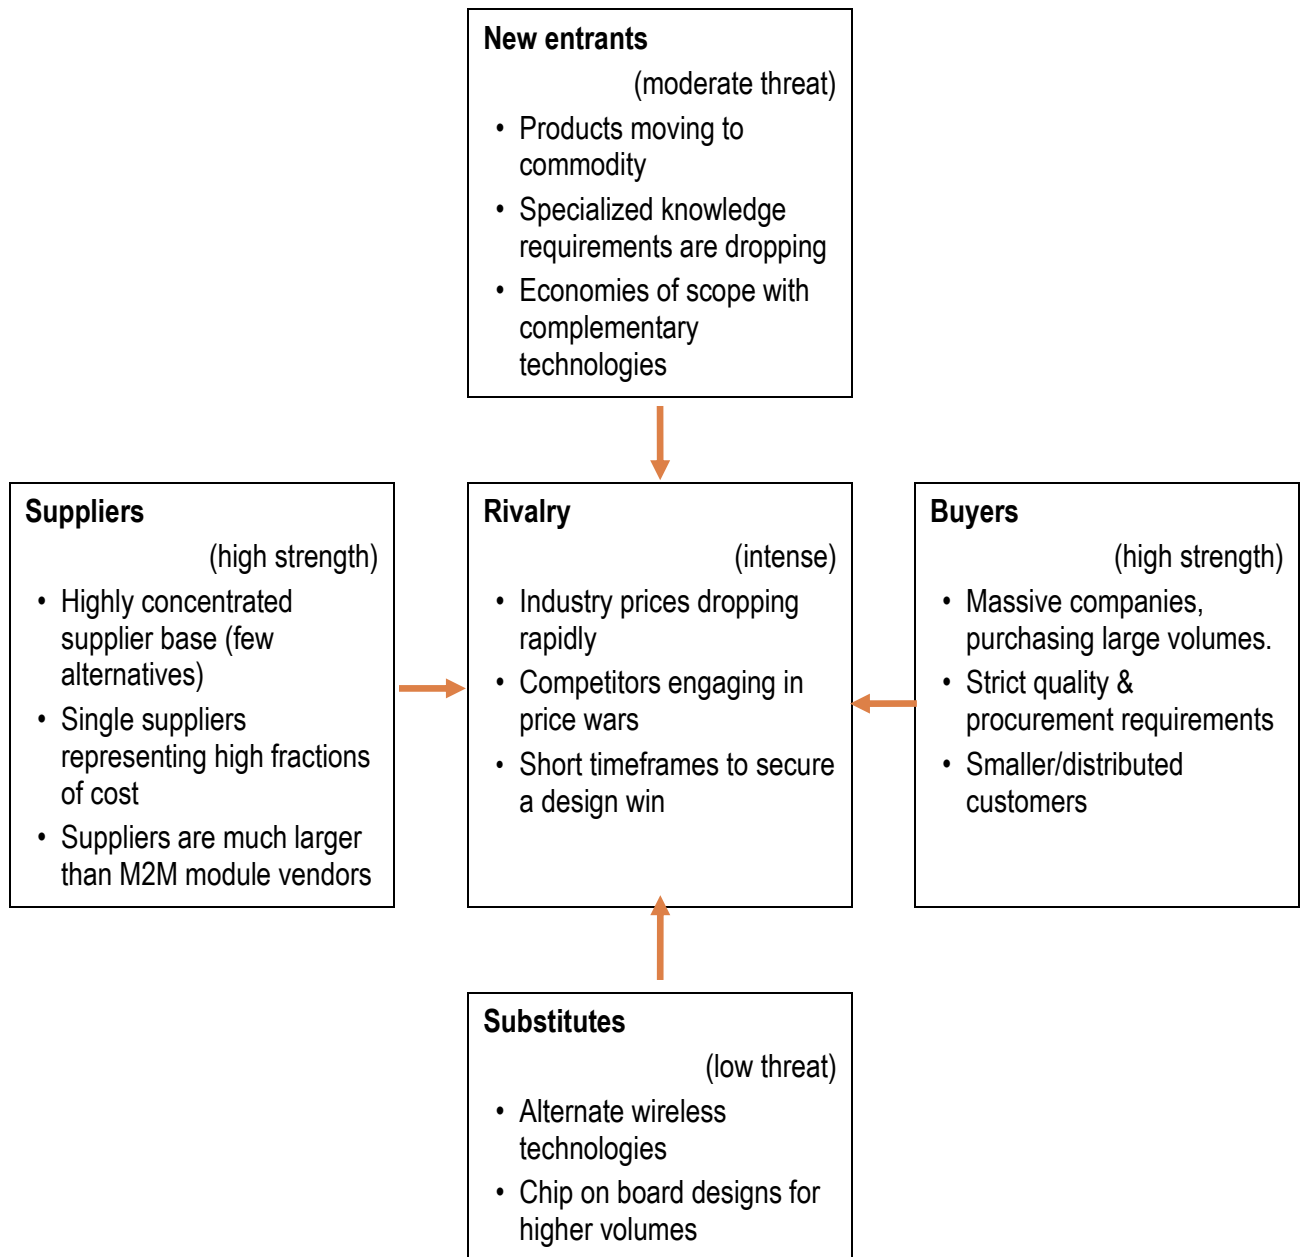 New entrants
(moderate threat)
• Products moving to
commodity
• Specialized knowledge
requirements are dropping
• Economies of scope with
complementary
technologies
Suppliers
(high strength)
• Highly concentrated
supplier base (few
alternatives)
• Single suppliers
representing high fractions
of cost
• Suppliers are much larger
than M2M module vendors
Rivalry
(intense)
• Industry prices dropping
rapidly
• Competitors engaging in
price wars
• Short timeframes to secure
a design win
Buyers
(high strength)
• Massive companies,
purchasing large volumes.
• Strict quality &
procurement requirements
• Smaller/distributed
customers
Substitutes
(low threat)
• Alternate wireless
technologies
• Chip on board designs for
higher volumes